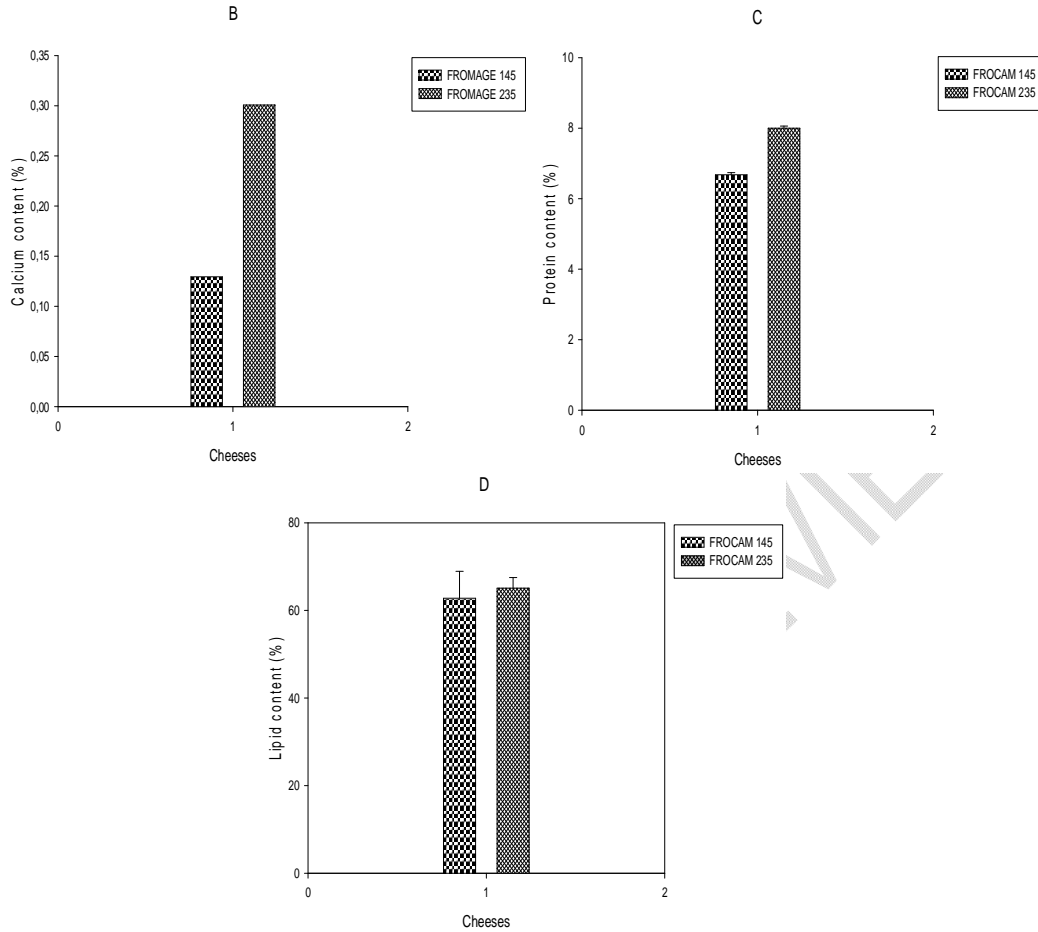 B
0,35
0,30
0,25
0,20
0,15
0,10
0,05
0,00
Calcium content (%)
0 1 2
Cheeses
FROMAGE 145
FROMAGE 235
C
10
8
6
4
2
0
Protein content (%)
0 1 2
Cheeses
FROCAM 145
FROCAM 235
D
80
60
40
20
0
Lipid content (%)
0 1 2
Cheeses
FROCAM 145
FROCAM 235